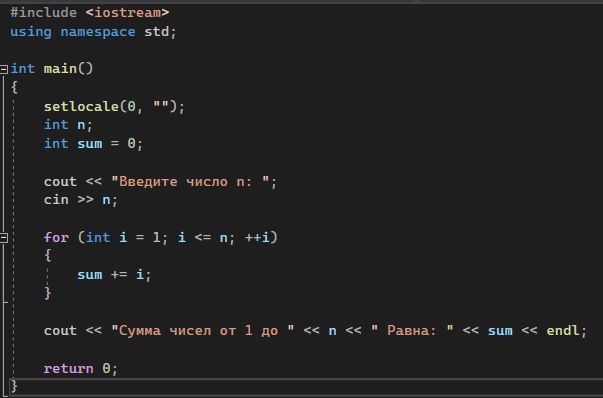 #include <iostream>
using namespace std;
int main()
{
setlocale(0, "");
int n;
int sum = 0;
cout << "Введите число n: ";
cin >> n;
for (int i = 1; i <= n; ++i)
{
sum += i;
}
cout << "Сумма чисел от 1 до " << n << " Равна: " << sum << endl;
return 0;
}